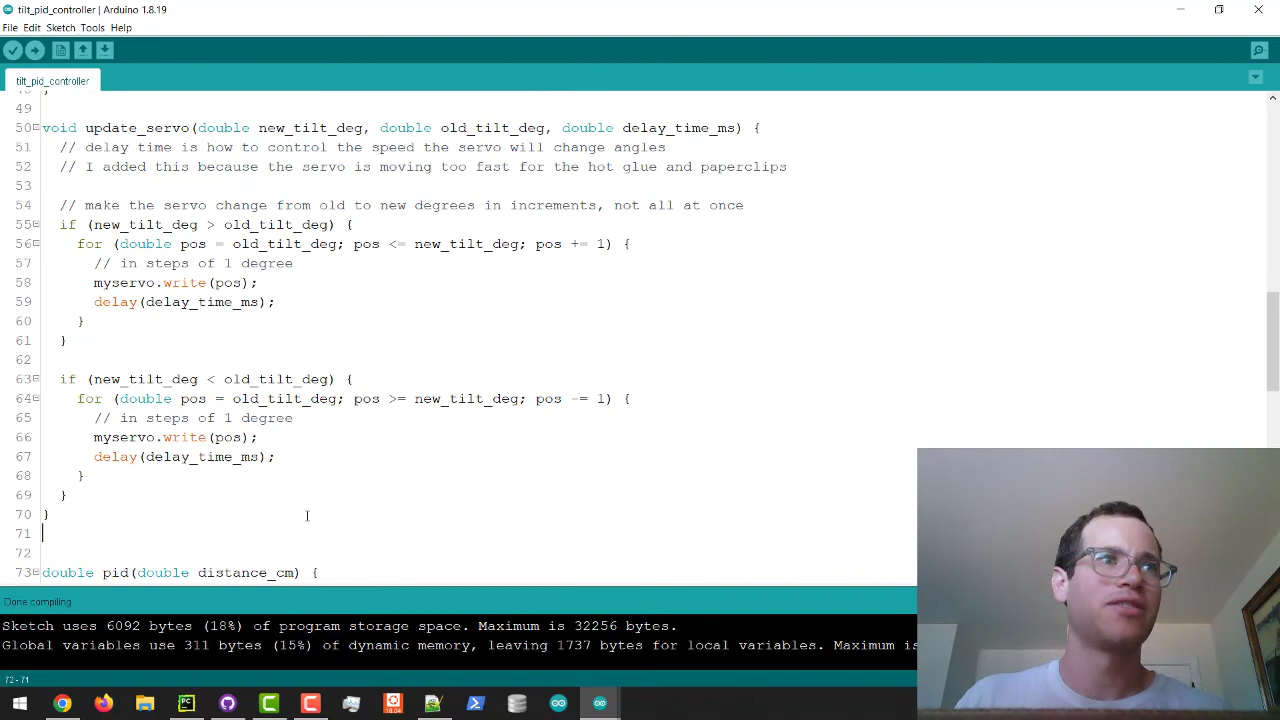 tilt_pid_controller | Arduino 1.8.19
File Edit Sketch Tools Help
tilt_pid_controller
49
50 void update_servo(double new_tilt_deg, double old_tilt_deg, double delay_time_ms) {
51 // delay time is how to control the speed the servo will change angles
52 // I added this because the servo is moving too fast for the hot glue and paperclips
53
54 // make the servo change from old to new degrees in increments, not all at once
55 if (new_tilt_deg > old_tilt_deg) {
56 for (double pos = old_tilt_deg; pos <= new_tilt_deg; pos += 1) {
57 // in steps of 1 degree
58 myservo.write(pos);
59 delay(delay_time_ms);
60 }
61 }
62
63 if (new_tilt_deg < old_tilt_deg) {
64 for (double pos = old_tilt_deg; pos >= new_tilt_deg; pos -= 1) {
65 // in steps of 1 degree
66 myservo.write(pos);
67 delay(delay_time_ms);
68 }
69 }
70 }
71
72
73 double pid(double distance_cm) {
Done compiling
Sketch uses 6092 bytes (18%) of program storage space. Maximum is 32256 bytes.
Global variables use 311 bytes (15%) of dynamic memory, leaving 1737 bytes for local variables. Maximum is
72 - 71
PC
18.04